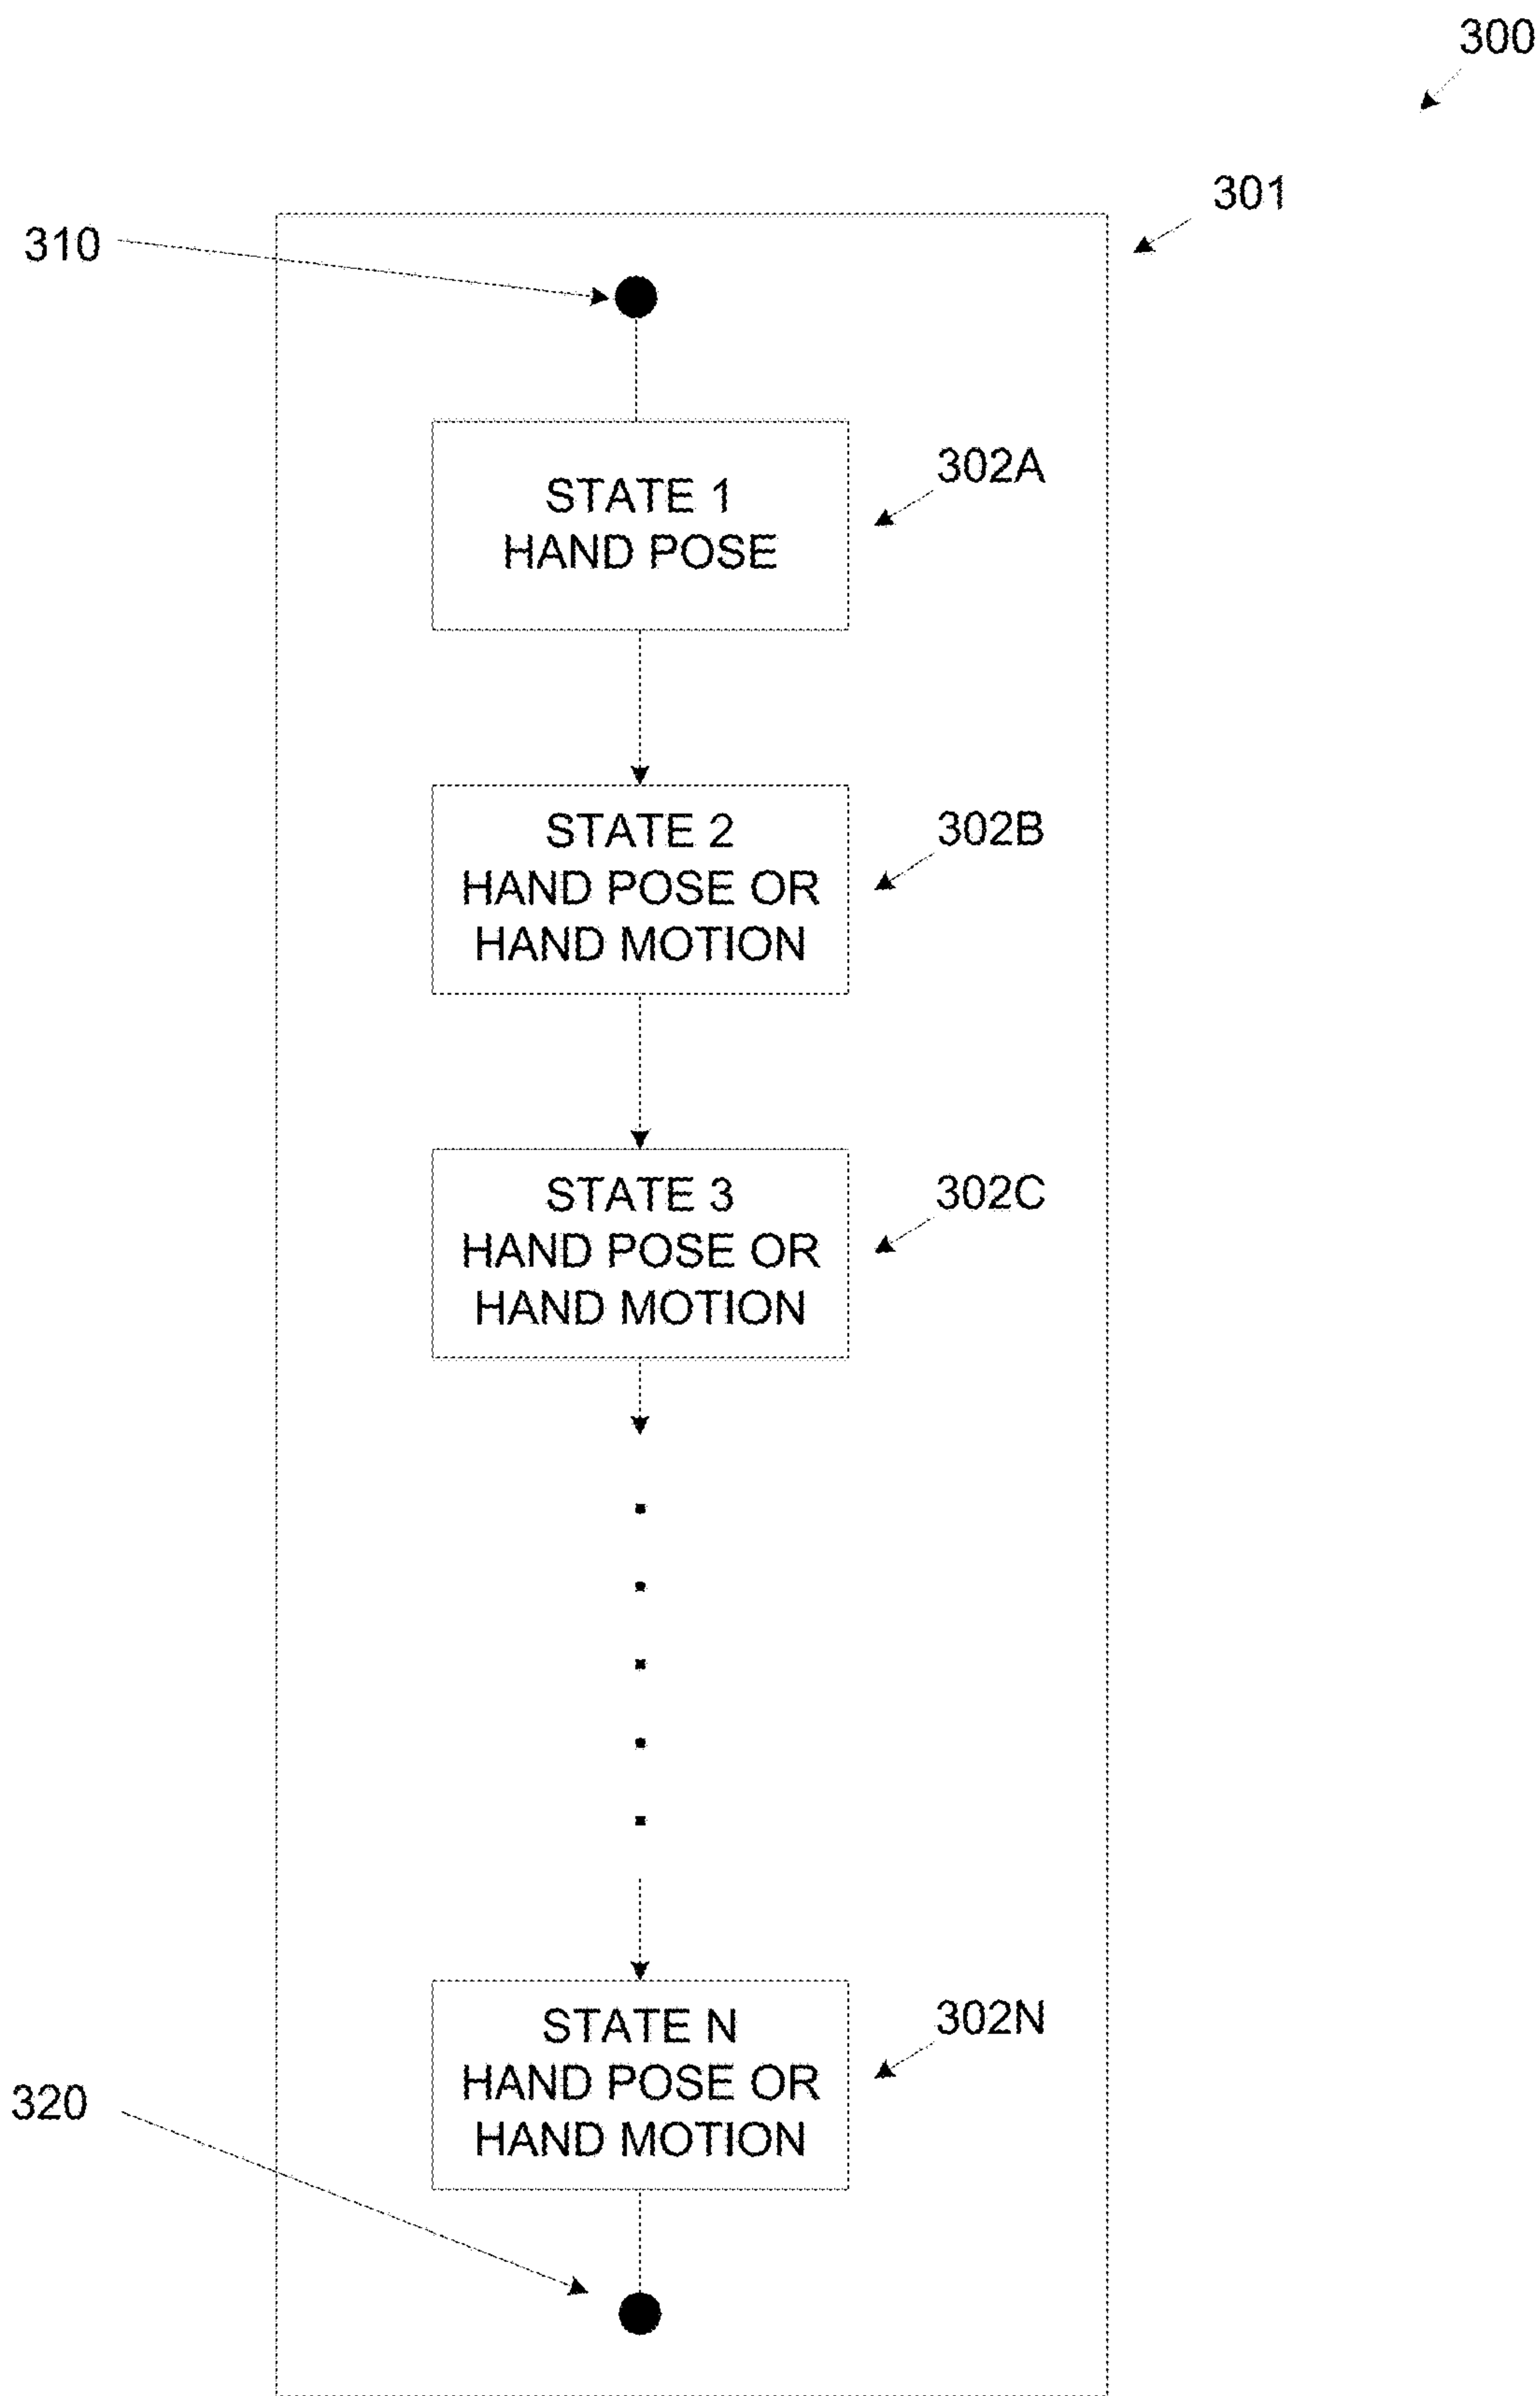 300
301
310
STATE 1
HAND POSE
302A
STATE 2
HAND POSE OR
HAND MOTION
302B
STATE 3
HAND POSE OR
HAND MOTION
302C
STATE N
HAND POSE OR
HAND MOTION
302N
320